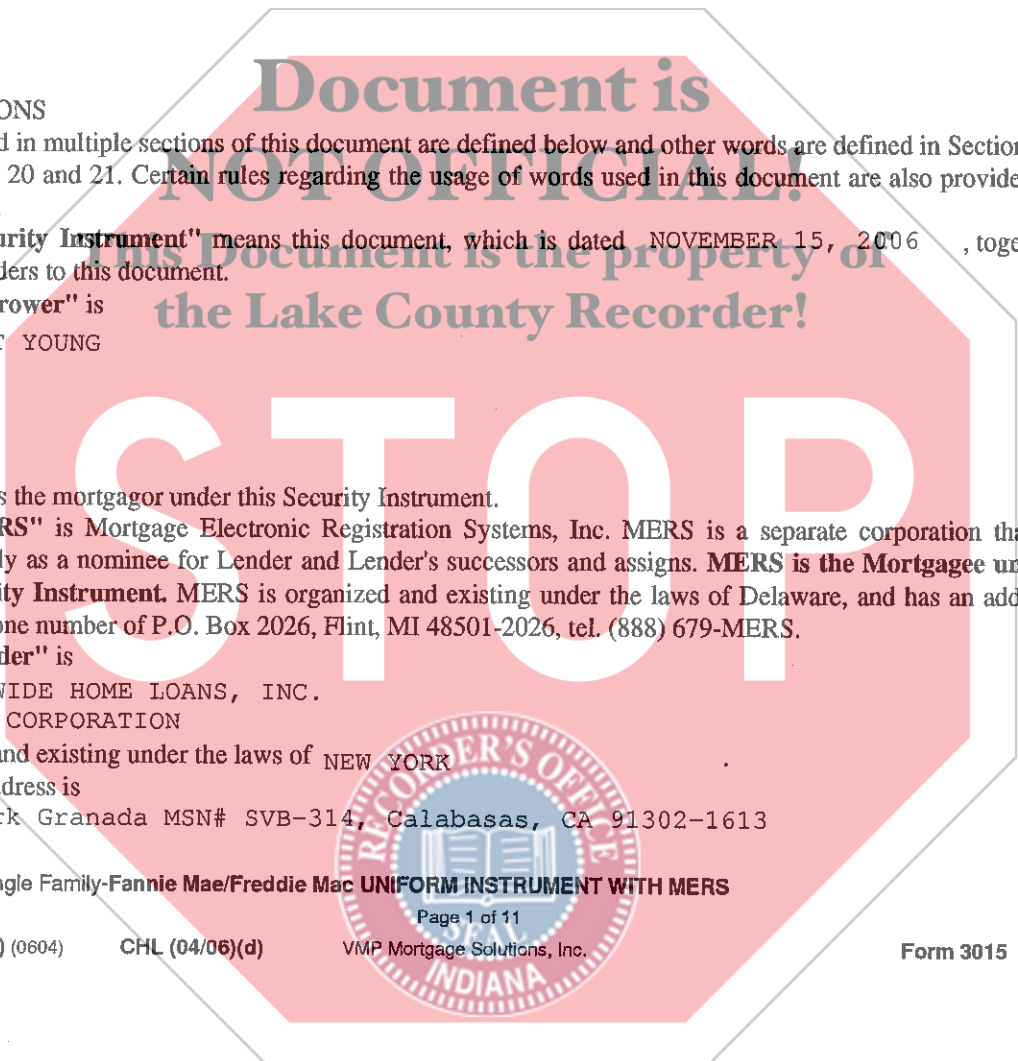 Document is
ONS
d in multiple sections of this document are defined below and other words are defined in Section
NOT OFFICIAL!
20 and 21. Certain rules regarding the usage of words used in this document are also provide
urity Instrument" means this document, which is dated NOVEMBER 15, 2006 , toge
This Document is the property of
ders to this document.
rower" is
the Lake County Recorder!
YOUNG
STOP
s the mortgagor under this Security Instrument.
RS" is Mortgage Electronic Registration Systems, Inc. MERS is a separate corporation tha
ly as a nominee for Lender and Lender's successors and assigns. MERS is the Mortgagee un
ity Instrument. MERS is organized and existing under the laws of Delaware, and has an add
one number of P.O. Box 2026, Flint, MI 48501-2026, tel. (888) 679-MERS.
der" is
WIDE HOME LOANS, INC.
CORPORATION
and existing under the laws of NEW YORK .
ddress is
rk Granada MSN# SVB-314, Calabasas, CA 91302-1613
RECORDER'S OFFICE
ngle Family-Fannie Mae/Freddie Mac UNIFORM INSTRUMENT WITH MERS
Page 1 of 11
SEAL
) (0604) CHL (04/06)(d) VMP Mortgage Solutions, Inc. Form 3015
INDIANA